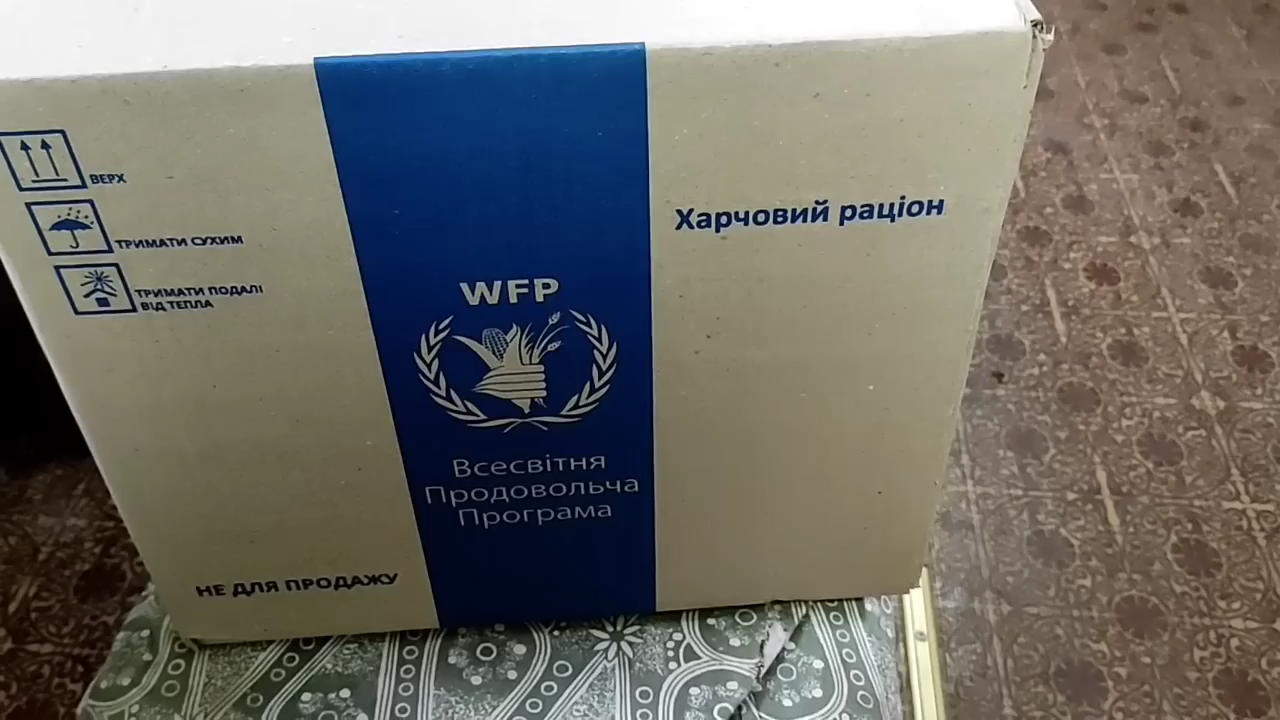 ВЕРХ
ТРИМАТИ СУХИМ
ТРИМАТИ ПОДАЛІ
ВІД ТЕПЛА
НЕ ДЛЯ ПРОДАЖУ
WFP
Всесвітня
Продовольча
Програма
Харчовий раціон